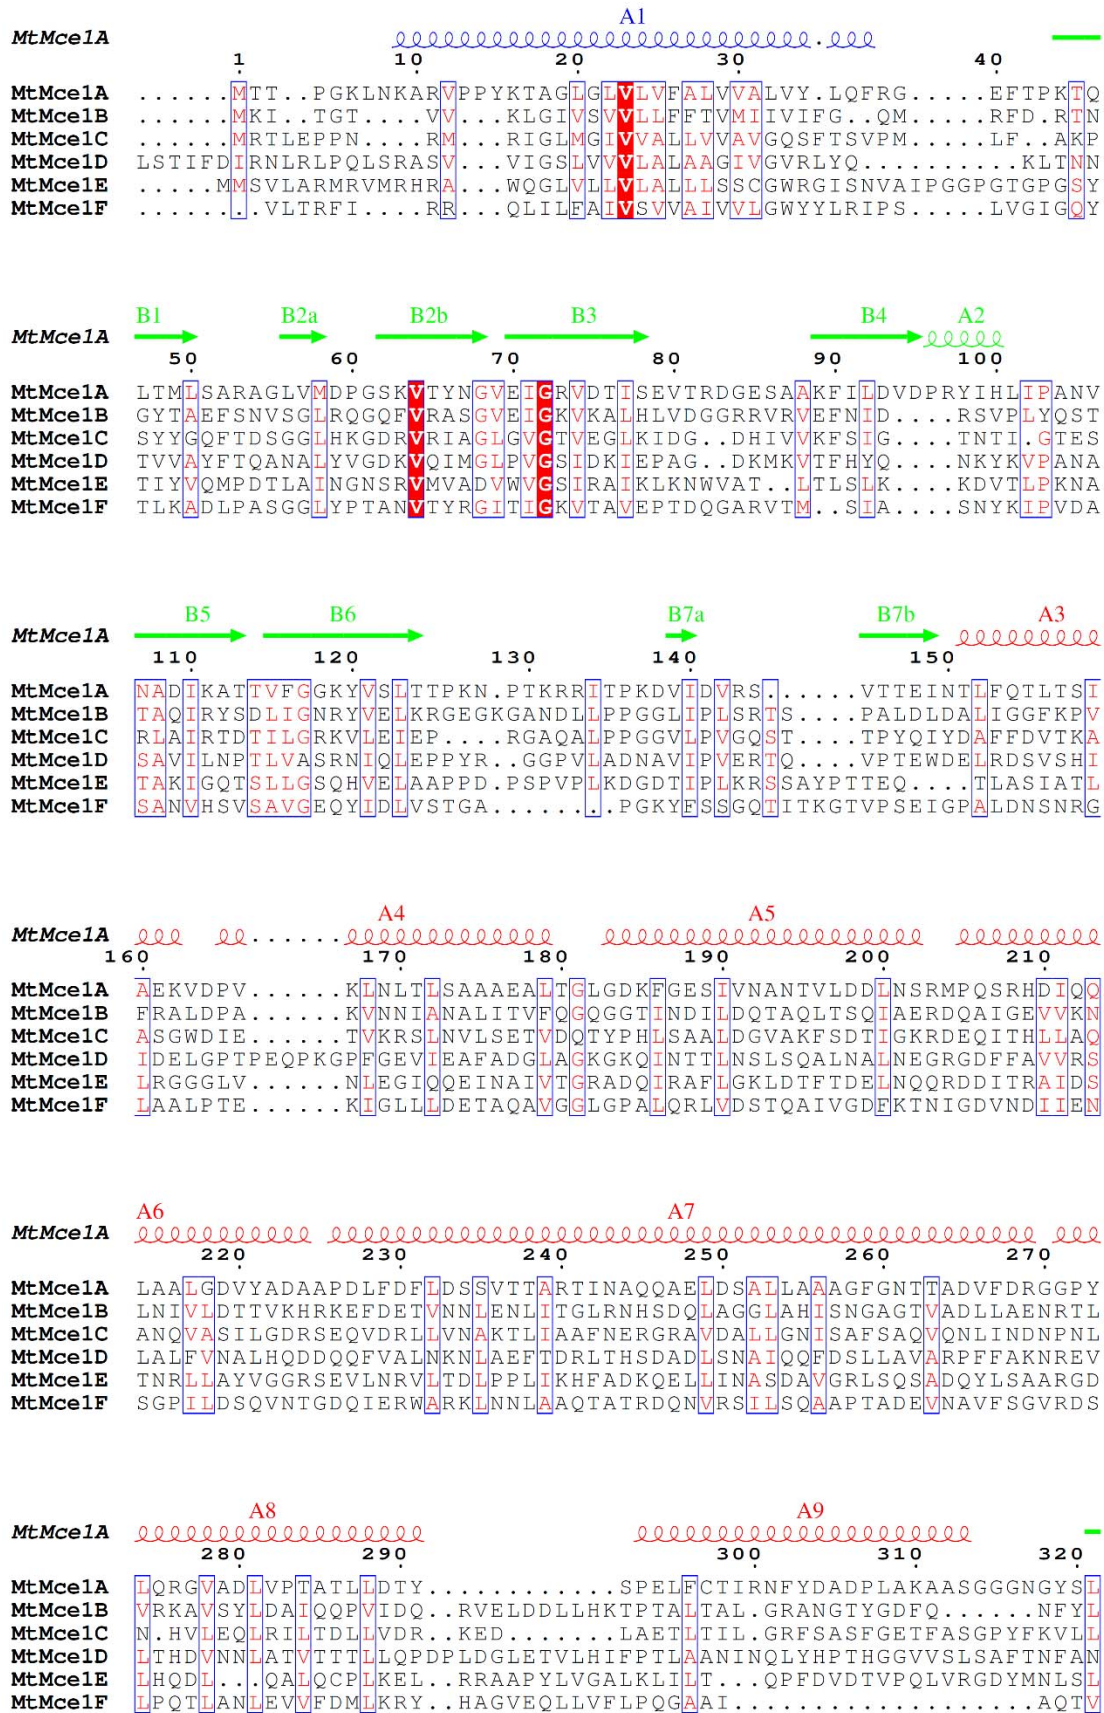 A1
MtMce1A
1 10 20 30 40
MtMce1A ......MTT..PGKLNKARVPPYKTAGLGLVFALVVALVY.LQFRG.....EFTPKTQ
MtMce1B ......MKI..TGT....VV...KLGIVSVVLLFFTVMIIVIFG..QM.....RFD.RTN
MtMce1C ......MRTLEPPN....RM...RIGLMGIVVALLVVAVGQSFTSVPM.....LF..AKP
MtMce1D LSTIFDIRNLRLPQLSRASV...VIGSLVVVLALAAGIVGVRLYQ..........KLTNN
MtMce1E .....MMSVLARMRVMRHRA...WQGLVLLVLALLLSSCGWRGISNVAIPGGPGTGPGSY
MtMce1F ........VLTRFI....RR...QLILFAIVSVVAIVVLGWYYLRIPS.....LVGIGQY
B1 B2a B2b B3 B4 A2
MtMce1A
50 60 70 80 90 100
MtMce1A LTMLSARAGLVMDPGSKVTYNGVEIGRVDTISEVTRDGESAAKFILDVDPRYIHLIPANV
MtMce1B GYTAEFSNVSGLRQGQFVRASGVEIGKVKALHLVDGGRRVRVEFNID....RSVPLYQST
MtMce1C SYYGQFTDSGGLHKGDRVRIAGLGVGTVEGLKIDG..DHIVVKFSIG....TNTI.GTES
MtMce1D TVVAYFTQANALYVGDKVQIMGLPVGSIDKIEPAG..DKMKVTFHYQ....NKYKVPANA
MtMce1E TIYVQMPDTLAINGNSRVMVADVWVGSIRAIKLKNWVAT..LTLSLK....KDVTLPKNA
MtMce1F TLKADLPASGGLYPTANVTYRGITIGKVTAVEPTDQGARVTM..SIA....SNYKIPVDA
B5 B6 B7a B7b A3
MtMce1A
110 120 130 140 150
MtMce1A NADIKATTVFGGKYVSLTTPKN.PTKRRITPKDVIDVRS.....VTTEINTLFQTLTSI
MtMce1B TAQIRYSDLIGNRYVELKRGEGKGANDLLPPGGLIPLSRTS....PALDLDALIGGFKPV
MtMce1C RLAIRTDTILGRKVLEIEP....RGAQALPPGGVLPVGQST....TPYQIYDAFFDVTKA
MtMce1D SAVILNPTLVASRNIQLEPPYR..GGPVLADNAVIPVERTQ....VPTEWDELRDSVSHI
MtMce1E TAKIGQTSLLGSQHVELAAPPD.PSPVPLKDGDTIPLKRSSAYPTTEQ....TLASIATL
MtMce1F SANVHSVSAVGEQYIDLVSTGA.......PGKYFSSGQTITKGTVPSEIGPALDNSNRG
A4 A5
MtMce1A
160 170 180 190 200 210
MtMce1A AEKVDPV......KLNLTLSAAAEALTGLGDKFGESIVNANTVLDDLNSRMPQSRHDIQQ
MtMce1B FRALDPA......KVNNIANALITVFQGQGGTINDILDQTAQLTSQIAERDQAIGEVVKN
MtMce1C ASGWDIE......TVKRSLNVLSETVDQTYPHLSAALDGVAKFSDTIGKRDEQITHLLAQ
MtMce1D IDELGPTPEQPKGPFGEVIEAFADGLAGKGKQINTTLNSLSQALNALNEGRGDFFAVVRS
MtMce1E LRGGGLV......NLEGIQQEINAIVTGRADQIRAFLGKLDTFTDELNQQRDDITRAIDS
MtMce1F LAALPTE......KIGLLLDETAQAVGGLGPALQRLVDSTQAIVGDFKTNIGDVNDIIEN
A6 A7
MtMce1A
220 230 240 250 260 270
MtMce1A LAALGDVYADAAPDLFDFLDSSVTTARTINAQQAELDSALLAAAGFGNTTADVFDRGGPY
MtMce1B LNIVLDTTVKHRKEFDETVNNLENLITGLRNHSDQLAGGLAHISNGAGTVADLLAENRTL
MtMce1C ANQVASILGDRSEQVDRLLVNAKTLIAAFNERGRAVDALLGNISAFSAQVQNLINDNPNL
MtMce1D LALFVNALHQDDQQFVALNKNLAEFTDRLTHSDADLSNAIQQFDSLLAVARPFFAKNREV
MtMce1E TNRLLAYVGGRSEVLNRVLTDLPPLIKHFADKQELLINASDAVGRLSQSADQYLSAARGD
MtMce1F SGPILDSQVNTGDQIERWARKLNNLAAQTATRDQNVRSILSQAAPTADEVNAVFSGVRDS
A8 A9
MtMce1A
280 290 300 310 320
MtMce1A LQRGVADLVPTATLLDTY............SPELFCTIRNFYDADPLAKAASGGGNGYSL
MtMce1B VRKAVSYLDAIQQPVIDQ..RVELDDLLHKTPTALTAL.GRANGTYGDFQ......NFYL
MtMce1C N.HVLEQLRILTDLLVDR..KED.......LAETLTIL.GRFSASFGETFASGPYFKVLL
MtMce1D LTHDVNNLATVTTTLLQPDPLDGLETVLHIFPTLAANINQLYHPTHGGVVSLSAFTNFAN
MtMce1E LHQDL...QALQCPLKEL..RRAAPYLVGALKLILT...QPFDVDTVPQLVRGDYMNLSL
MtMce1F LPQTLANLEVVFDMLKRY..HAGVEQLLVFLPQGAAI..................AQTV